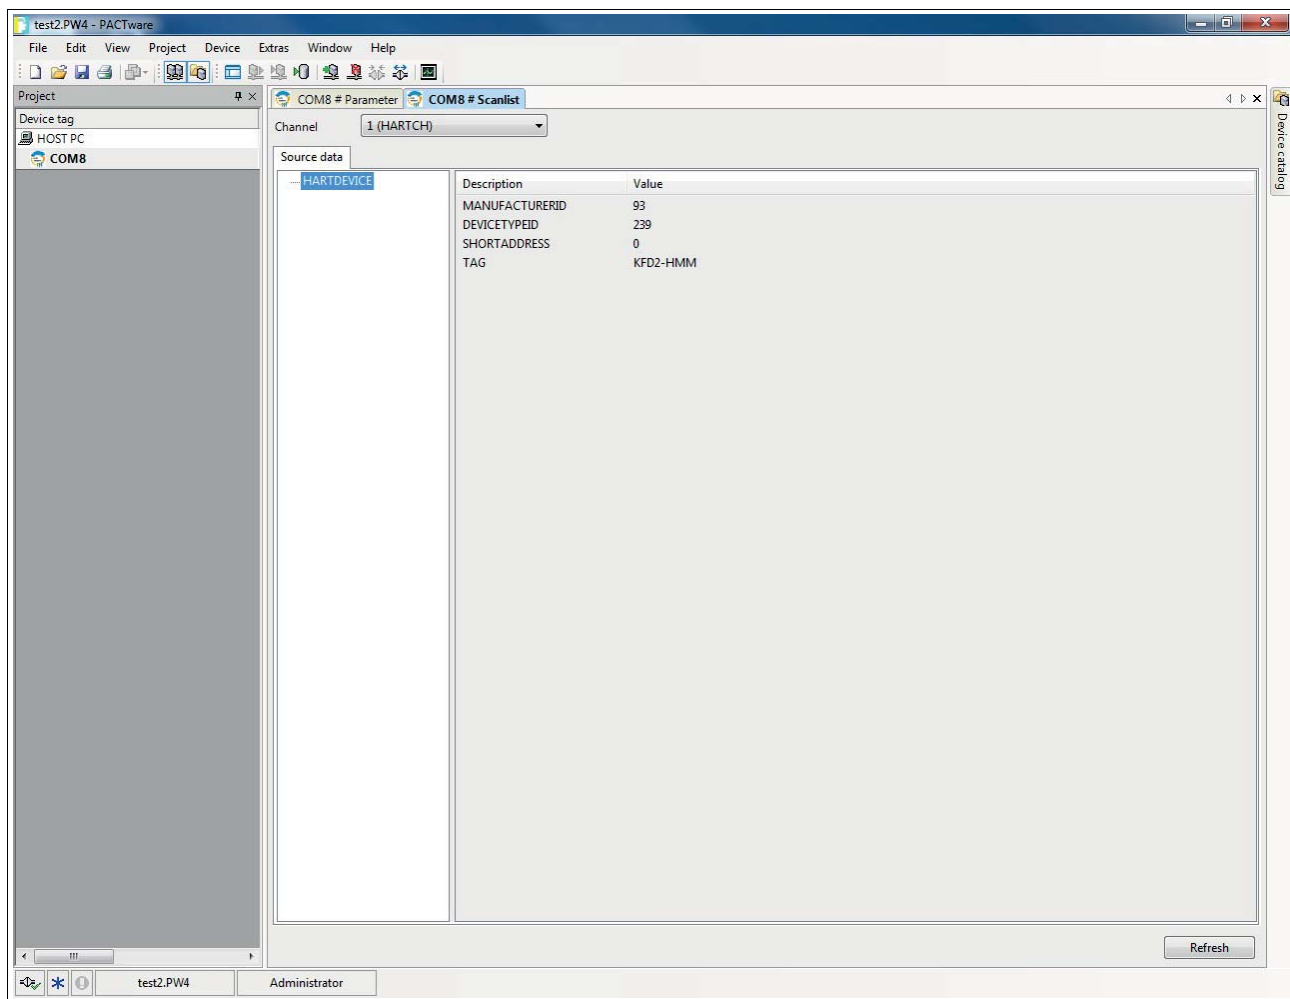 test2.PW4 - PACTware
File Edit View Project Device Extras Window Help
Project
Device tag
HOST PC
COM8
COM8 # Parameter COM8 # Scanlist
Channel 1 (HARTCH)
Source data
HARTDEVICE
Description Value
MANUFACTURERID 93
DEVICETYPEID 239
SHORTADDRESS 0
TAG KFD2-HMM
Device catalog
Refresh
test2.PW4 Administrator